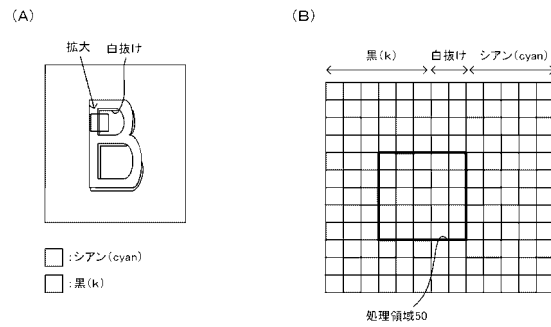 (A)
拡大 白抜け
B
:シアン(cyan)
:黒(k)
(B)
黒(k) 白抜け シアン(cyan)
処理領域50